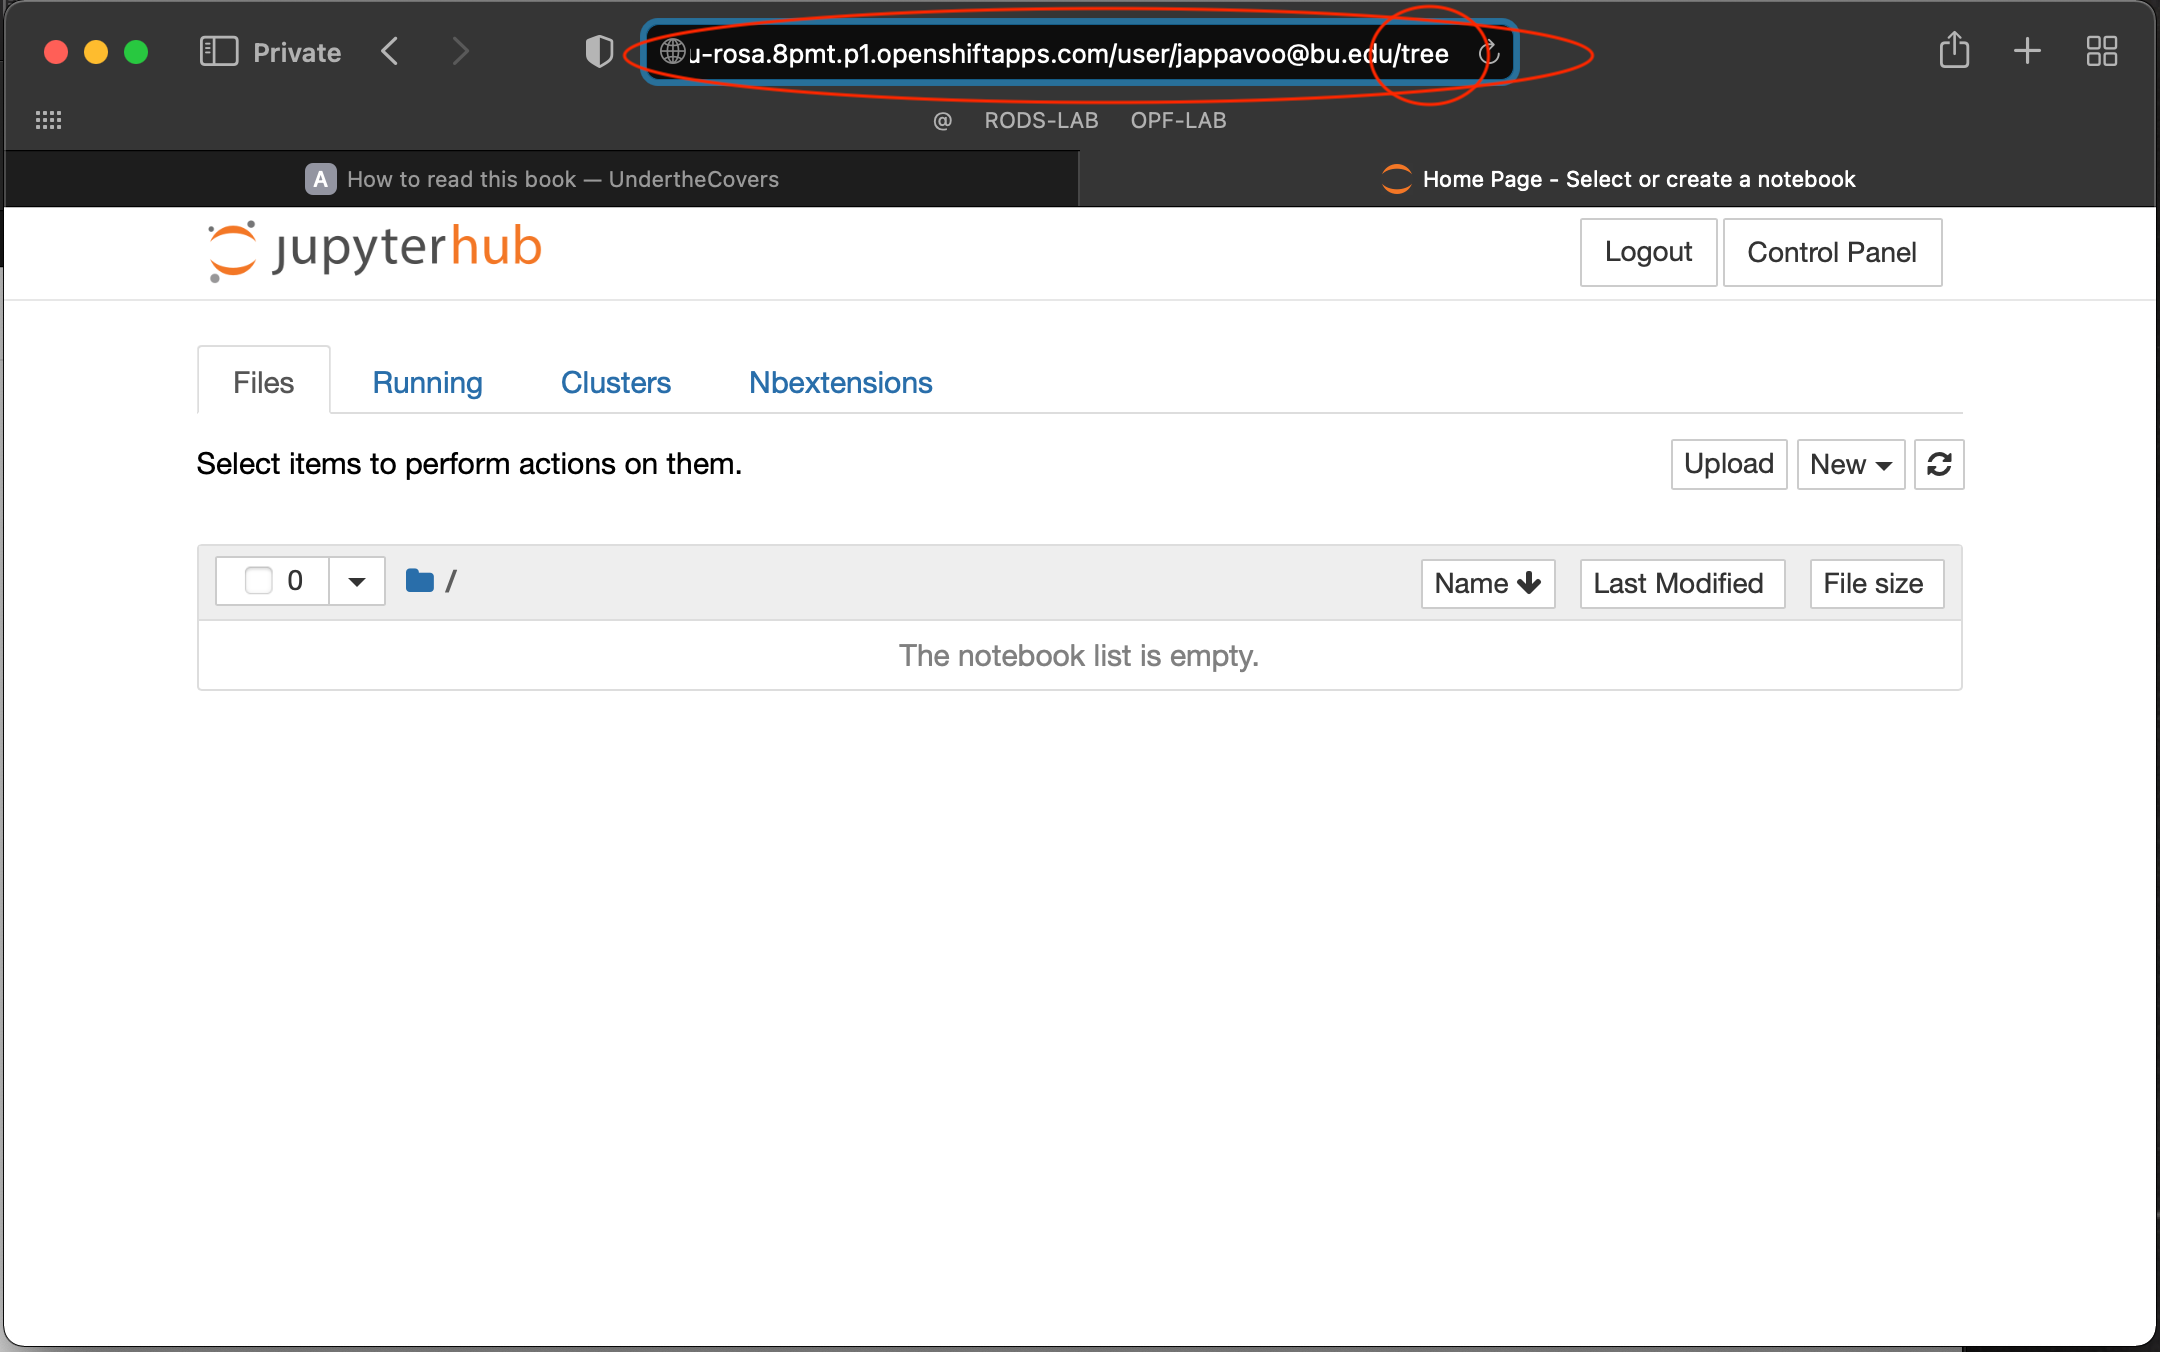 Private
u-rosa.8pmt.p1.openshiftapps.com/user/jappavoo@bu.edu/tree
@ RODS-LAB OPF-LAB
A How to read this book — UndertheCovers
Home Page - Select or create a notebook
jupyterhub
Logout Control Panel
Files Running Clusters Nbextensions
Select items to perform actions on them.
Upload New
0 / Name Last Modified File size
The notebook list is empty.